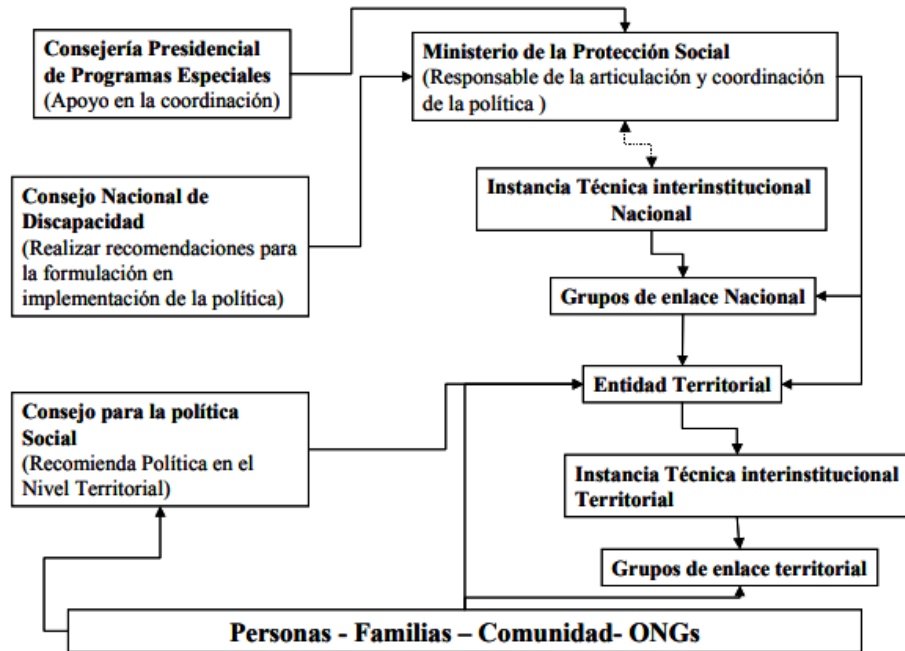 Consejería Presidencial
de Programas Especiales
(Apoyo en la coordinación)
Ministerio de la Protección Social
(Responsable de la articulación y coordinación
de la política )
Consejo Nacional de
Discapacidad
(Realizar recomendaciones para
la formulación en
implementación de la política)
Instancia Técnica interinstitucional
Nacional
Grupos de enlace Nacional
Entidad Territorial
Consejo para la política
Social
(Recomienda Política en el
Nivel Territorial)
Instancia Técnica interinstitucional
Territorial
Grupos de enlace territorial
Personas - Familias – Comunidad- ONGs